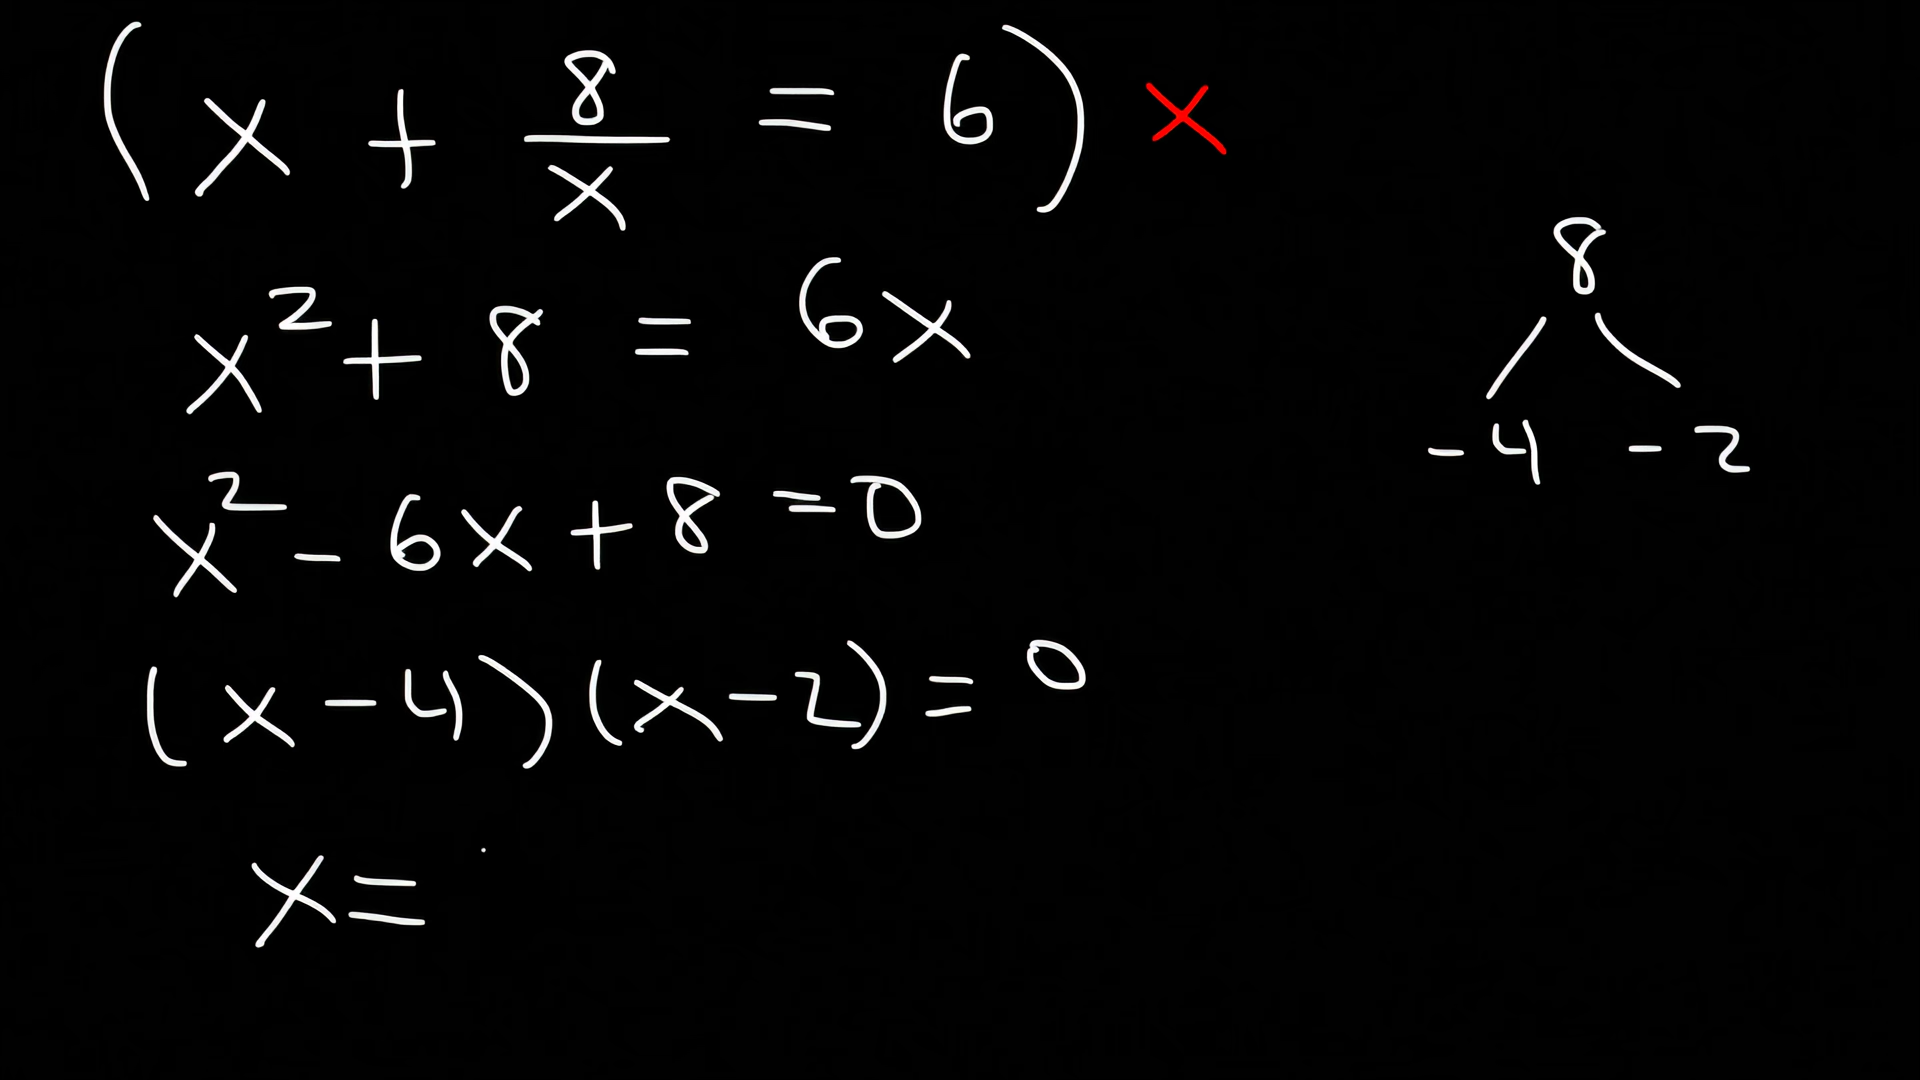 (x + 8/x = 6) x
x² + 8 = 6x
x² - 6x + 8 = 0
(x - 4)(x - 2) = 0
x =
8
-4 -2